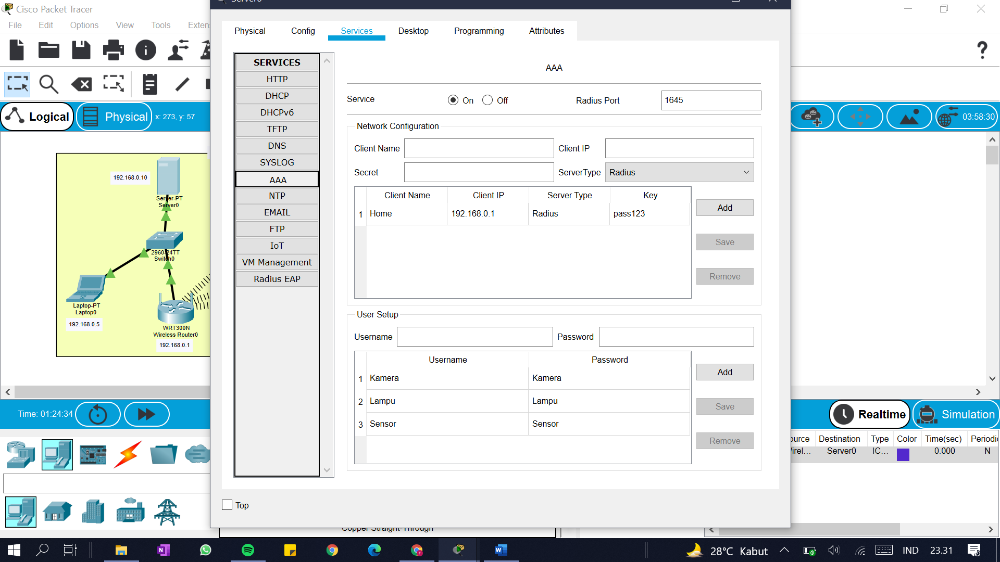 Cisco Packet Tracer
File Edit Options View Tools Exten
Server0
Physical Config Services Desktop Programming Attributes
Logical Physical x: 273, y: 57
03:58:30
SERVICES
HTTP
DHCP
DHCPv6
TFTP
DNS
SYSLOG
AAA
NTP
EMAIL
FTP
IoT
VM Management
Radius EAP
AAA
Service On Off Radius Port 1645
Network Configuration
Client Name Client IP
Secret ServerType Radius
Client Name Client IP Server Type Key
1 Home 192.168.0.1 Radius pass123
Add
Save
Remove
User Setup
Username Password
Username Password
1 Kamera Kamera
2 Lampu Lampu
3 Sensor Sensor
Add
Save
Remove
Top
192.168.0.10
Server-PT
Server0
2960-24TT
Switch0
Laptop-PT
Laptop0
192.168.0.5
WRT300N
Wireless Router0
192.168.0.1
Time: 01:24:34
Realtime Simulation
ource Destination Type Color Time(sec) Periodi
irel... Server0 IC... 0.000 N
Copper Straight-Through
28°C Kabut IND 23.31